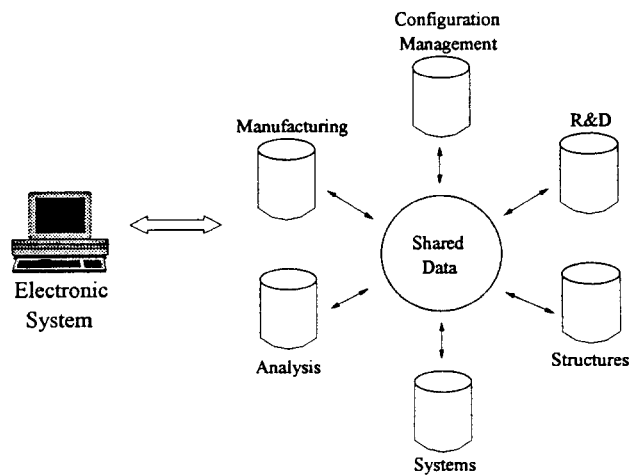 Configuration
Management
Manufacturing
R&D
Shared
Data
Electronic
System
Analysis
Structures
Systems